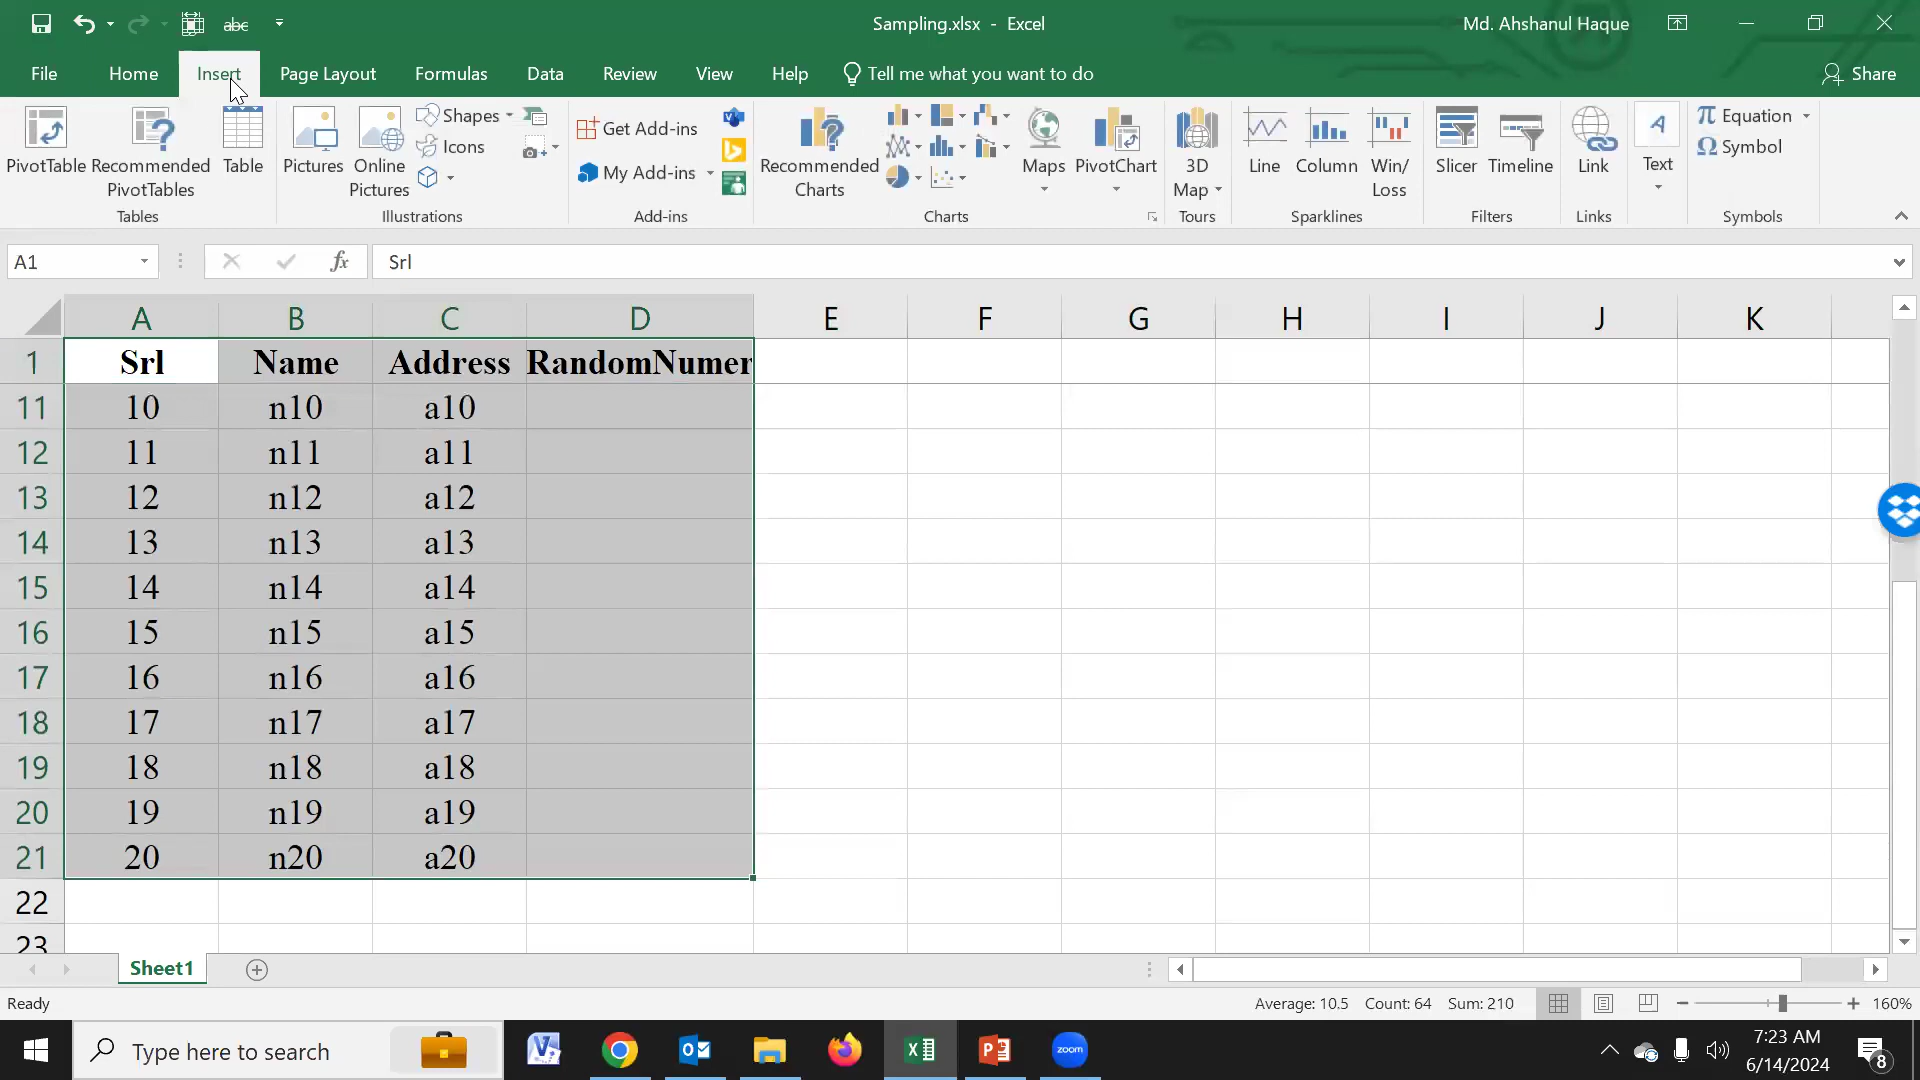 abc
Sampling.xlsx - Excel
Md. Ahshanul Haque
File Home Insert Page Layout Formulas Data Review View Help Tell me what you want to do Share
PivotTable
Recommended
PivotTables
Table
Tables
Pictures
Online
Pictures
Shapes
Icons
Illustrations
Get Add-ins
My Add-ins
Add-ins
Recommended
Charts
Maps
PivotChart
Charts
3D
Map
Tours
Line
Column
Win/
Loss
Sparklines
Slicer
Timeline
Filters
Link
Links
A
Text
π Equation
Ω Symbol
Symbols
A1
fx
Srl
A B C D E F G H I J K
1 Srl Name Address RandomNumer
11 10 n10 a10
12 11 n11 a11
13 12 n12 a12
14 13 n13 a13
15 14 n14 a14
16 15 n15 a15
17 16 n16 a16
18 17 n17 a17
19 18 n18 a18
20 19 n19 a19
21 20 n20 a20
22
23
Sheet1
Ready
Average: 10.5 Count: 64 Sum: 210
160%
Type here to search
zoom
7:23 AM
6/14/2024
8